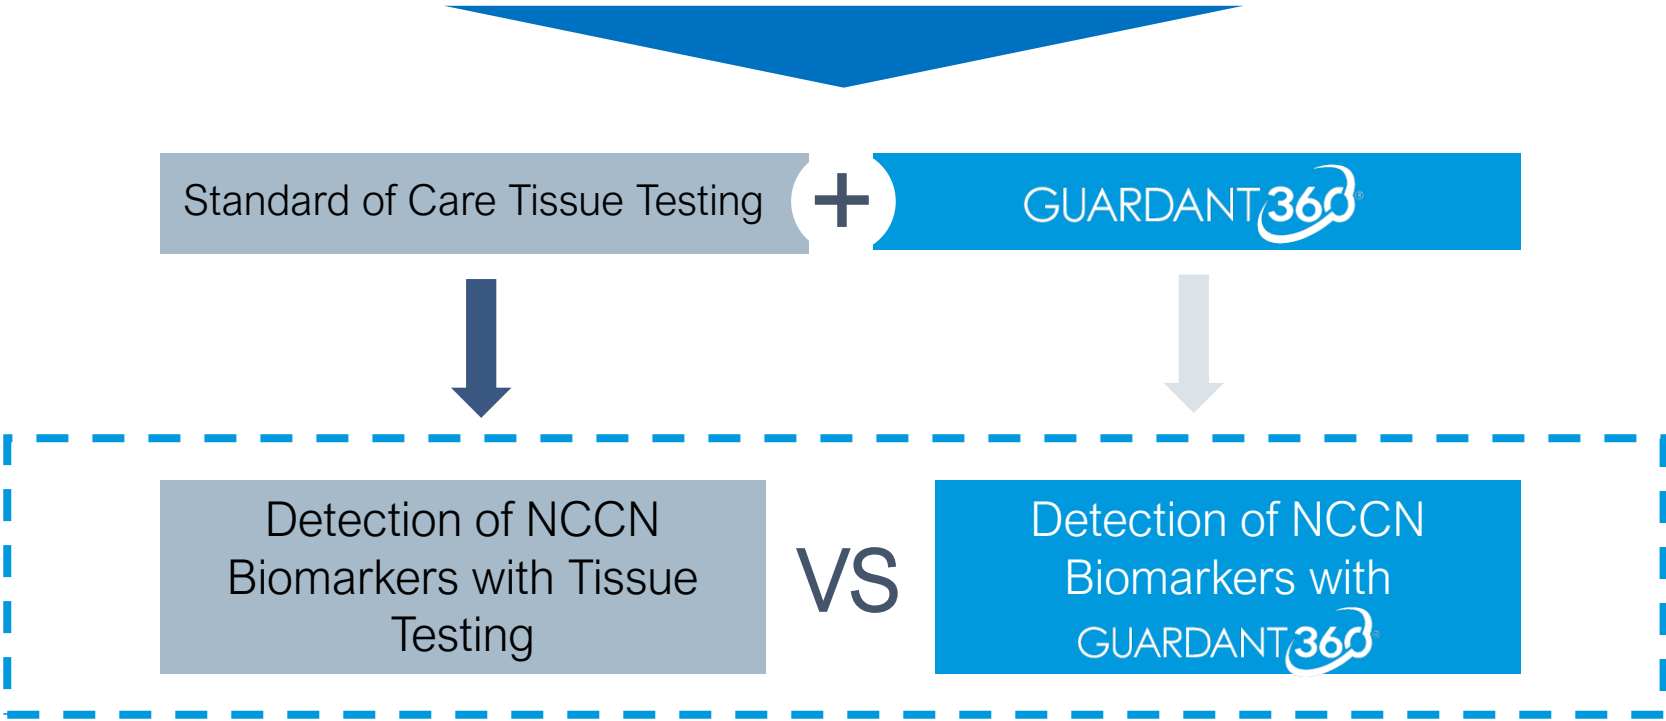 Standard of Care Tissue Testing
+
GUARDANT360®
Detection of NCCN
Biomarkers with Tissue
Testing
VS
Detection of NCCN
Biomarkers with
GUARDANT360®